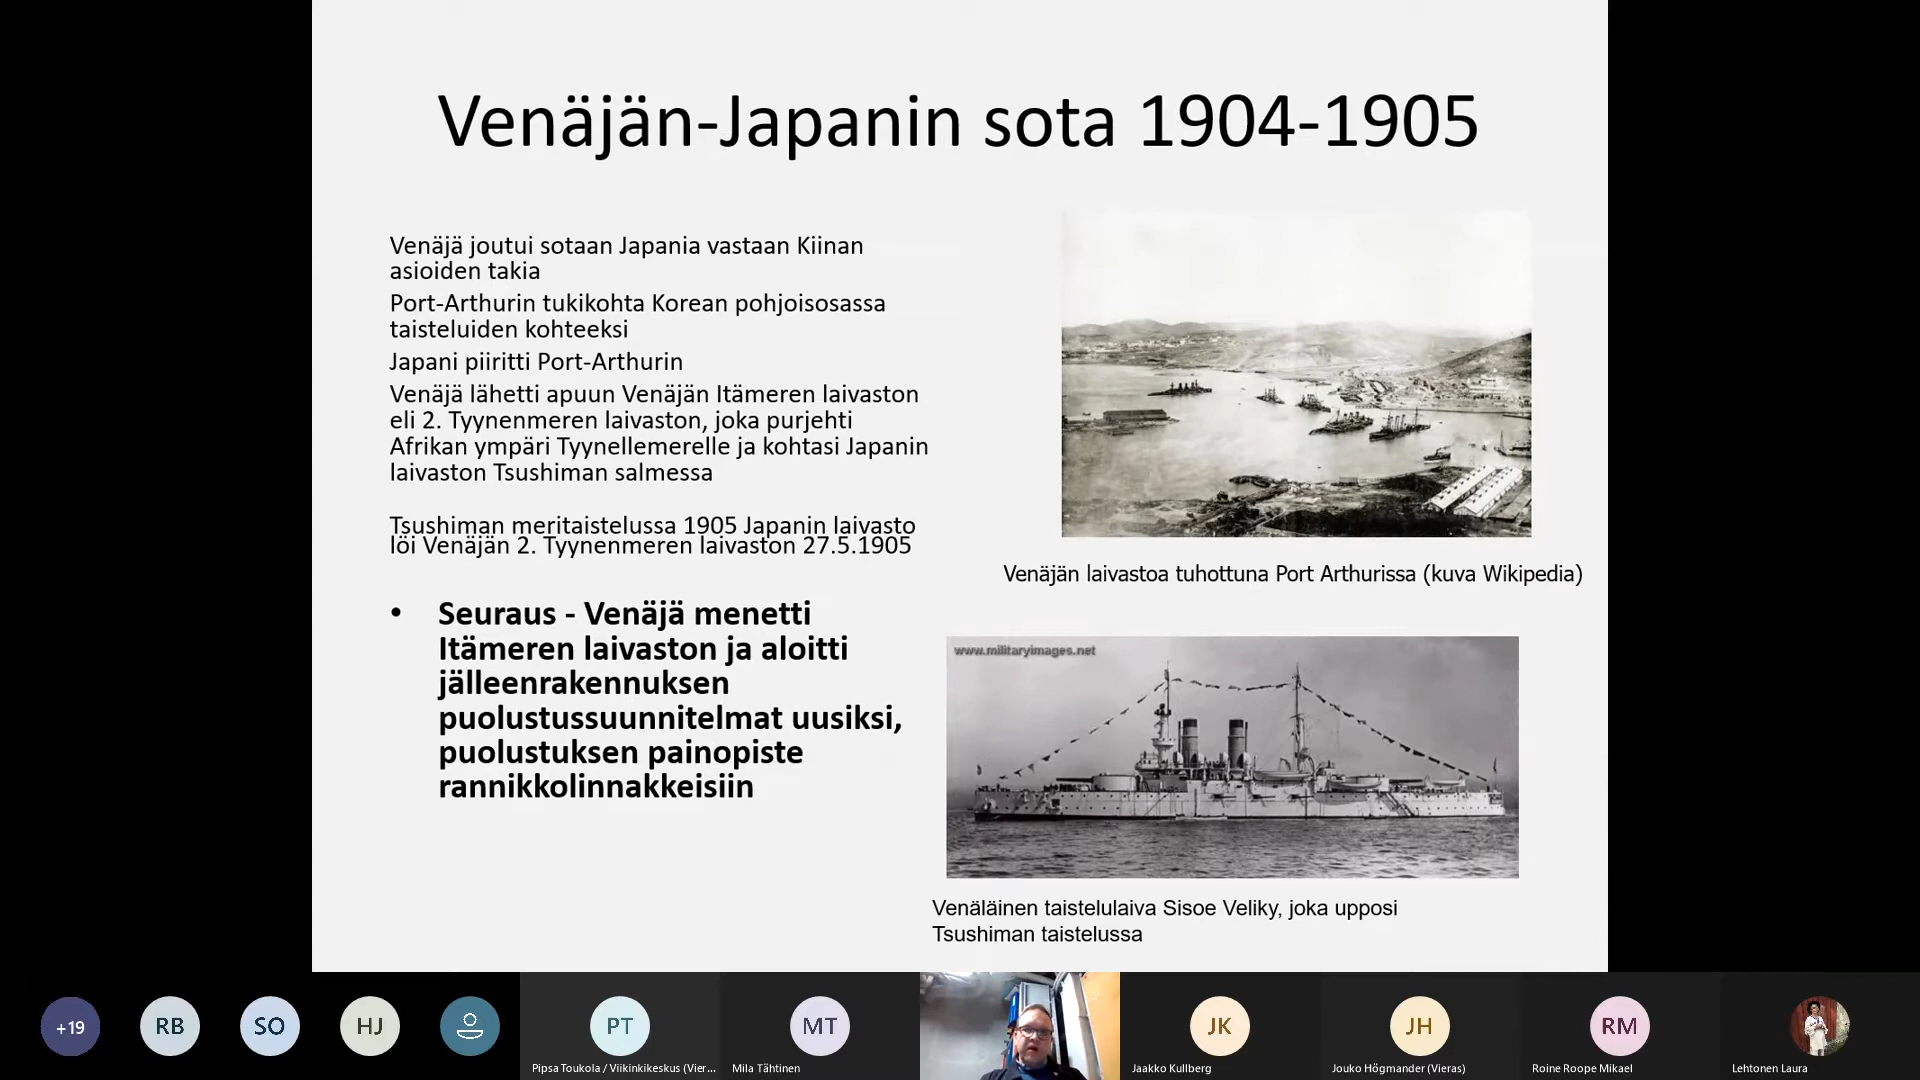 Venäjän-Japanin sota 1904-1905
Venäjä joutui sotaan Japania vastaan Kiinan
asioiden takia
Port-Arthurin tukikohta Korean pohjoisosassa
taisteluiden kohteeksi
Japani piiritti Port-Arthurin
Venäjä lähetti apuun Venäjän Itämeren laivaston
eli 2. Tyynenmeren laivaston, joka purjehti
Afrikan ympäri Tyynellemerelle ja kohtasi Japanin
laivaston Tsushiman salmessa
Tsushiman meritaistelussa 1905 Japanin laivasto
löi Venäjän 2. Tyynenmeren laivaston 27.5.1905
• Seuraus - Venäjä menetti
Itämeren laivaston ja aloitti
jälleenrakennuksen
puolustussuunnitelmat uusiksi,
puolustuksen painopiste
rannikkolinnakkeisiin
Venäjän laivastoa tuhottuna Port Arthurissa (kuva Wikipedia)
www.militaryimages.net
Venäläinen taistelulaiva Sisoe Veliky, joka upposi
Tsushiman taistelussa
+19
RB
SO
HJ
PT
MT
JK
JH
RM
Pipsa Toukola / Viikinkikeskus (Vier...
Mila Tähtinen
Jaakko Kullberg
Jouko Högmander (Vieras)
Roine Roope Mikael
Lehtonen Laura